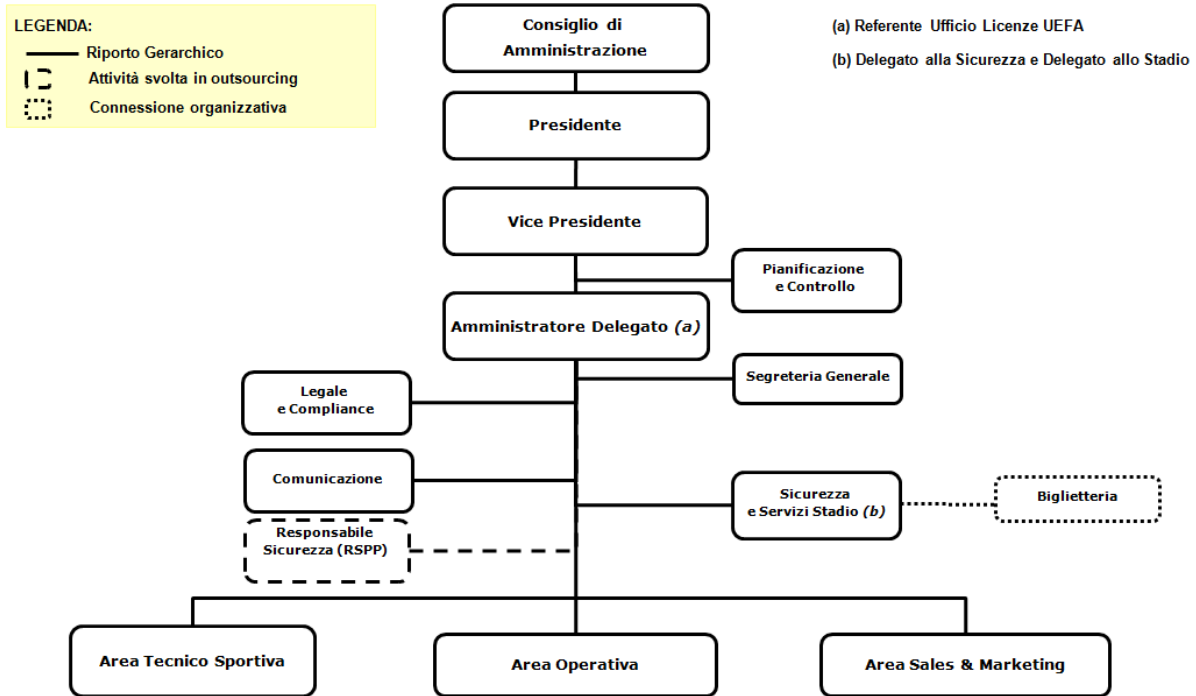 LEGENDA:
Riporto Gerarchico
Attività svolta in outsourcing
Connessione organizzativa
(a) Referente Ufficio Licenze UEFA
(b) Delegato alla Sicurezza e Delegato allo Stadio
Consiglio di
Amministrazione
Presidente
Vice Presidente
Pianificazione
e Controllo
Amministratore Delegato (a)
Segreteria Generale
Legale
e Compliance
Comunicazione
Sicurezza
e Servizi Stadio (b)
Biglietteria
Responsabile
Sicurezza (RSPP)
Area Tecnico Sportiva
Area Operativa
Area Sales & Marketing